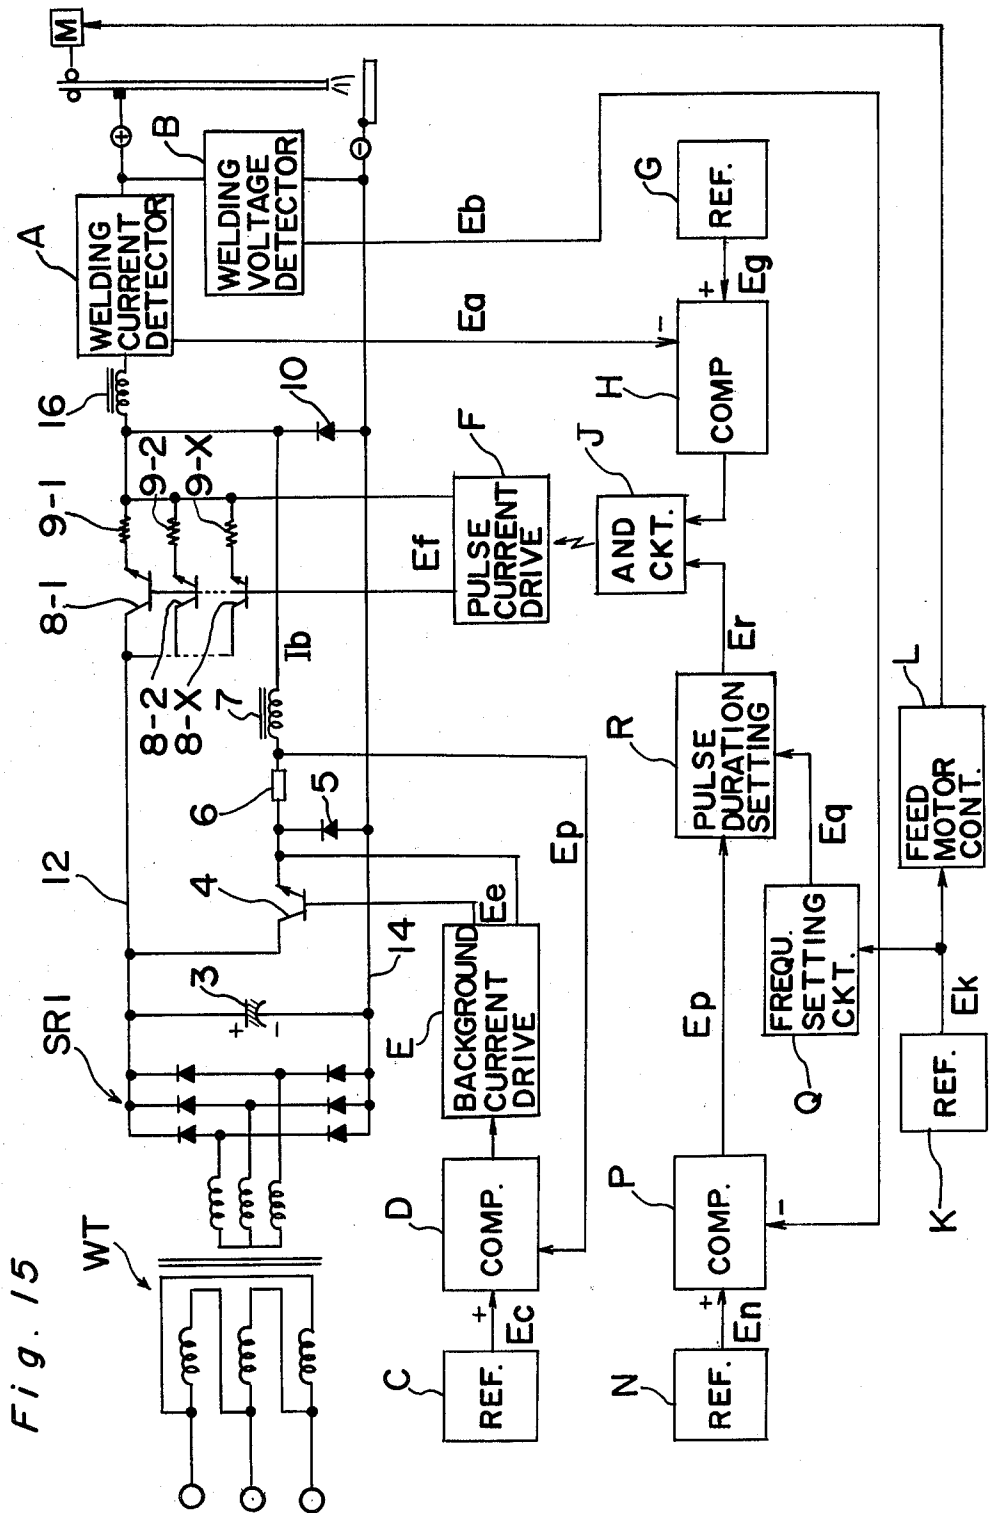 Fig. 15
WT
SR1
12
3
4
5
6
7
Ib
8-1
8-2
8-X
9-1
9-2
9-X
10
16
14
A
WELDING
CURRENT
DETECTOR
B
WELDING
VOLTAGE
DETECTOR
M
+
−
+
−
C
REF.
+
Ec
D
COMP.
E
BACKGROUND
CURRENT
DRIVE
Ee
Ep
F
PULSE
CURRENT
DRIVE
Ef
Ea
Eb
G
REF.
+
Eg
−
H
COMP
J
AND
CKT.
Er
N
REF.
+
En
P
COMP.
−
Ep
R
PULSE
DURATION
SETTING
Eq
Q
FREQU.
SETTING
CKT.
K
REF.
Ek
L
FEED
MOTOR
CONT.